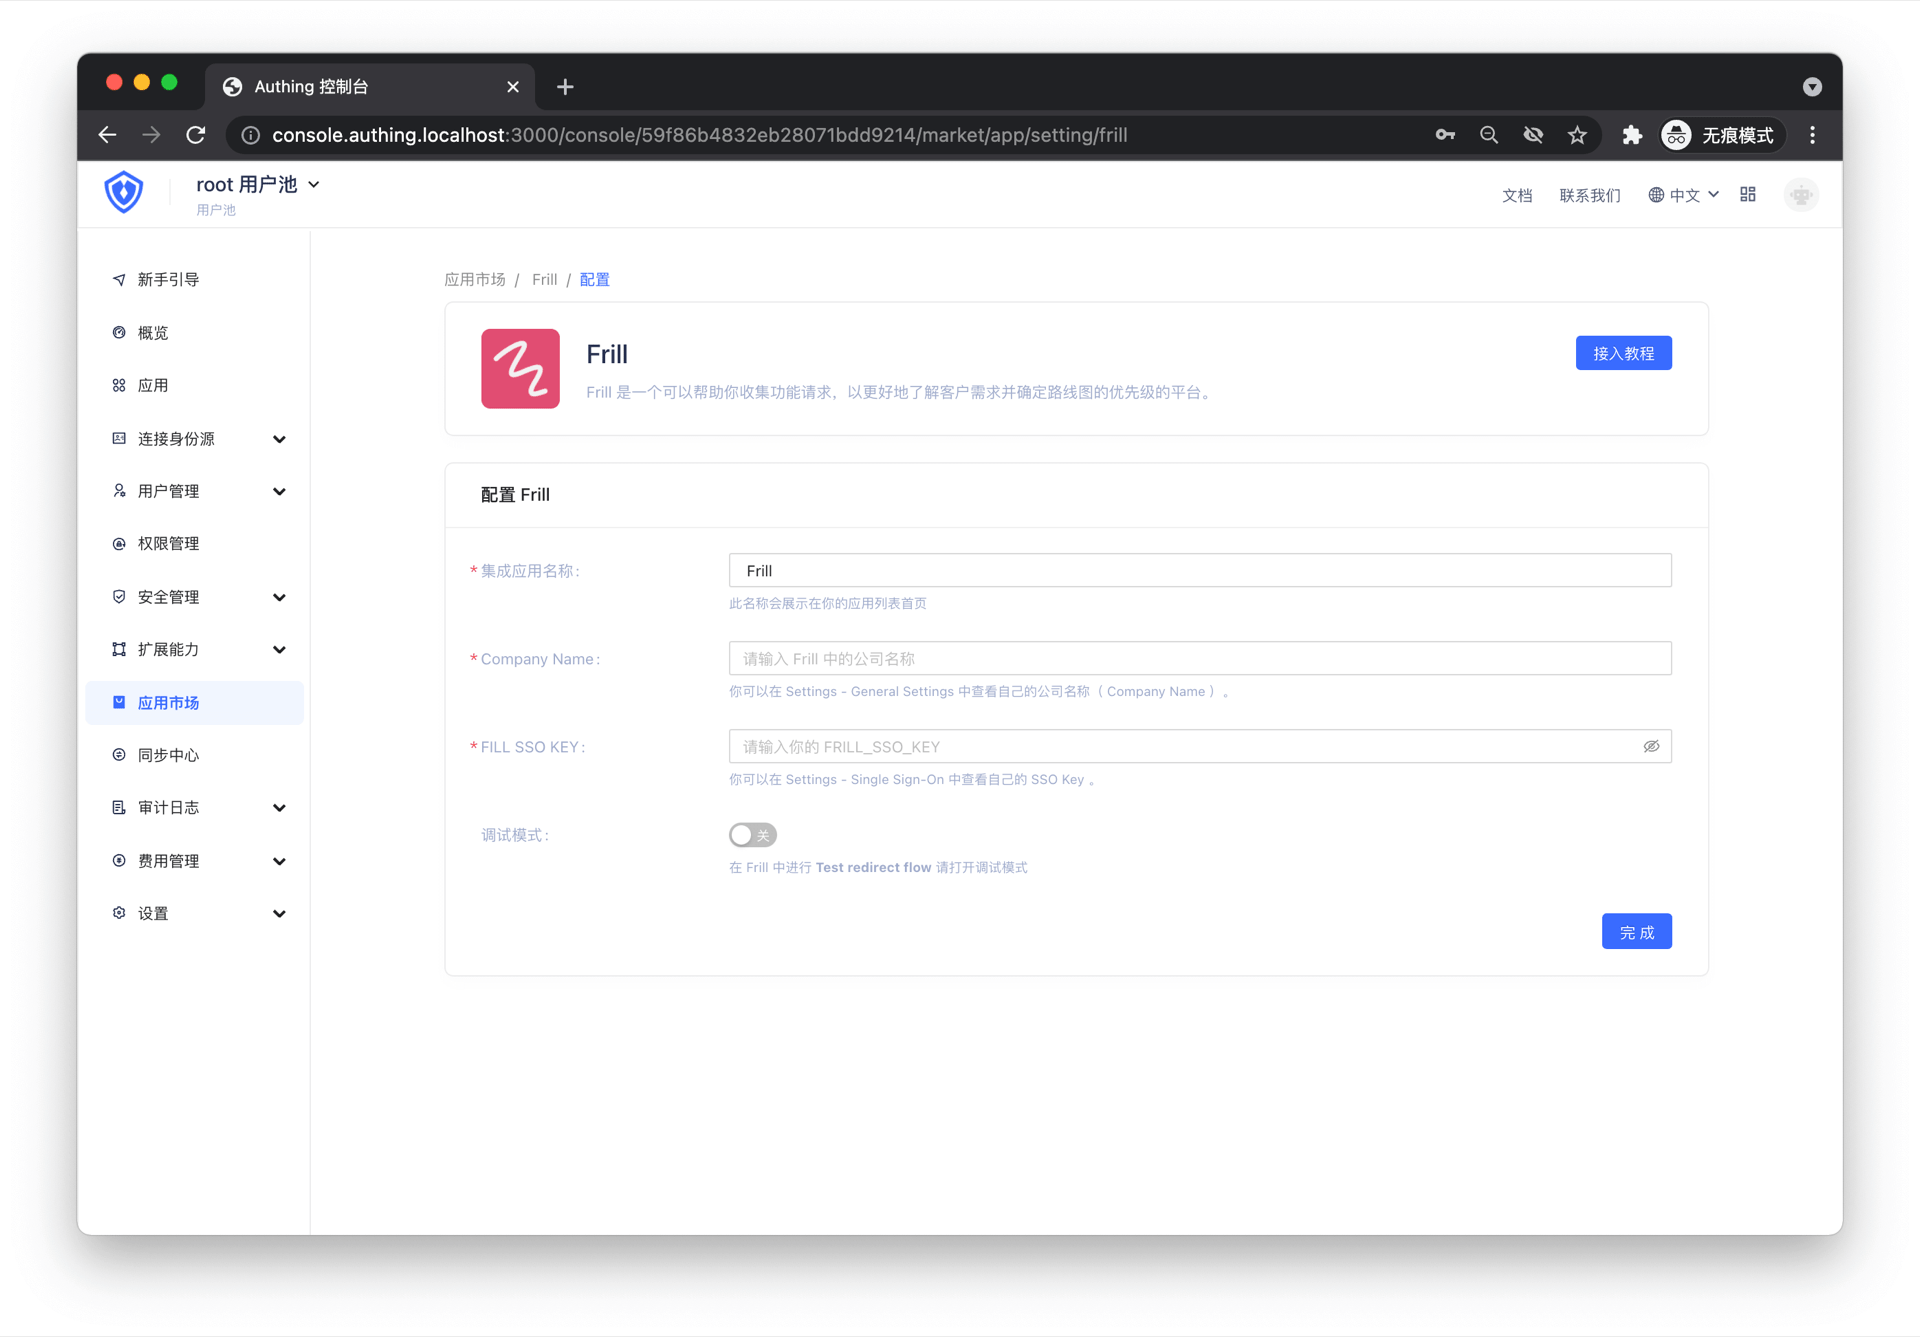 Authing 控制台
console.authing.localhost:3000/console/59f86b4832eb28071bdd9214/market/app/setting/frill
无痕模式
root 用户池
用户池
文档
联系我们
中文
新手引导
概览
应用
连接身份源
用户管理
权限管理
安全管理
扩展能力
应用市场
同步中心
审计日志
费用管理
设置
应用市场 / Frill / 配置
Frill
Frill 是一个可以帮助你收集功能请求，以更好地了解客户需求并确定路线图的优先级的平台。
接入教程
配置 Frill
* 集成应用名称:
Frill
此名称会展示在你的应用列表首页
* Company Name:
请输入 Frill 中的公司名称
你可以在 Settings - General Settings 中查看自己的公司名称（ Company Name ）。
* FILL SSO KEY:
请输入你的 FRILL_SSO_KEY
你可以在 Settings - Single Sign-On 中查看自己的 SSO Key 。
调试模式:
关
在 Frill 中进行 Test redirect flow 请打开调试模式
完 成